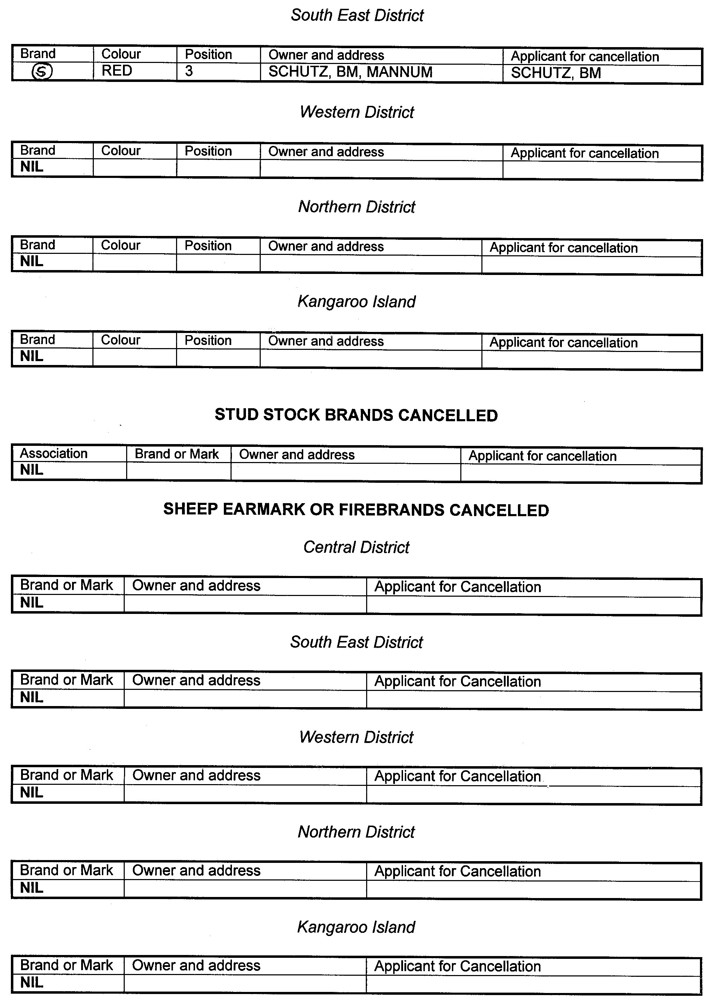 South East District
Brand Colour Position Owner and address Applicant for cancellation
Ⓢ RED 3 SCHUTZ, BM, MANNUM SCHUTZ, BM
Western District
Brand Colour Position Owner and address Applicant for cancellation
NIL
Northern District
Brand Colour Position Owner and address Applicant for cancellation
NIL
Kangaroo Island
Brand Colour Position Owner and address Applicant for cancellation
NIL
STUD STOCK BRANDS CANCELLED
Association Brand or Mark Owner and address Applicant for cancellation
NIL
SHEEP EARMARK OR FIREBRANDS CANCELLED
Central District
Brand or Mark Owner and address Applicant for Cancellation
NIL
South East District
Brand or Mark Owner and address Applicant for Cancellation
NIL
Western District
Brand or Mark Owner and address Applicant for Cancellation
NIL
Northern District
Brand or Mark Owner and address Applicant for Cancellation
NIL
Kangaroo Island
Brand or Mark Owner and address Applicant for Cancellation
NIL